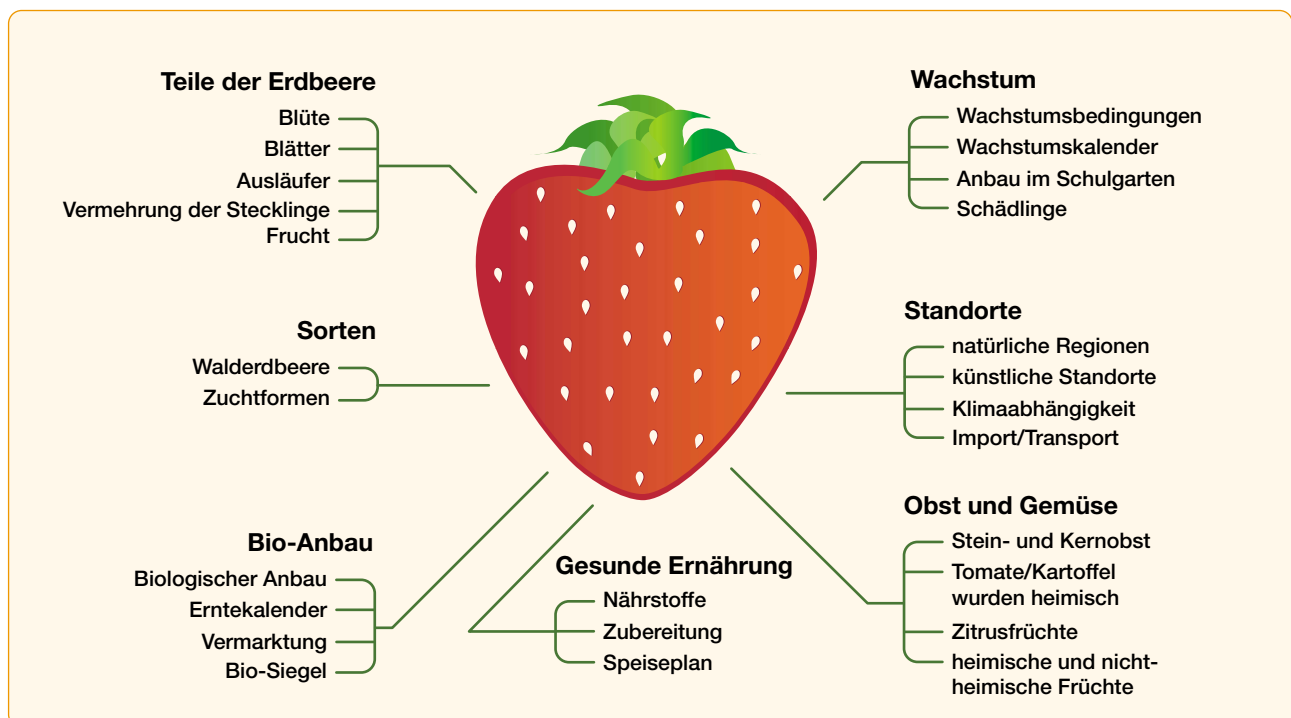 Teile der Erdbeere
Blüte
Blätter
Ausläufer
Vermehrung der Stecklinge
Frucht
Sorten
Walderdbeere
Zuchtformen
Bio-Anbau
Biologischer Anbau
Erntekalender
Vermarktung
Bio-Siegel
Gesunde Ernährung
Nährstoffe
Zubereitung
Speiseplan
Wachstum
Wachstumsbedingungen
Wachstumskalender
Anbau im Schulgarten
Schädlinge
Standorte
natürliche Regionen
künstliche Standorte
Klimaabhängigkeit
Import/Transport
Obst und Gemüse
Stein- und Kernobst
Tomate/Kartoffel
wurden heimisch
Zitrusfrüchte
heimische und nicht-
heimische Früchte